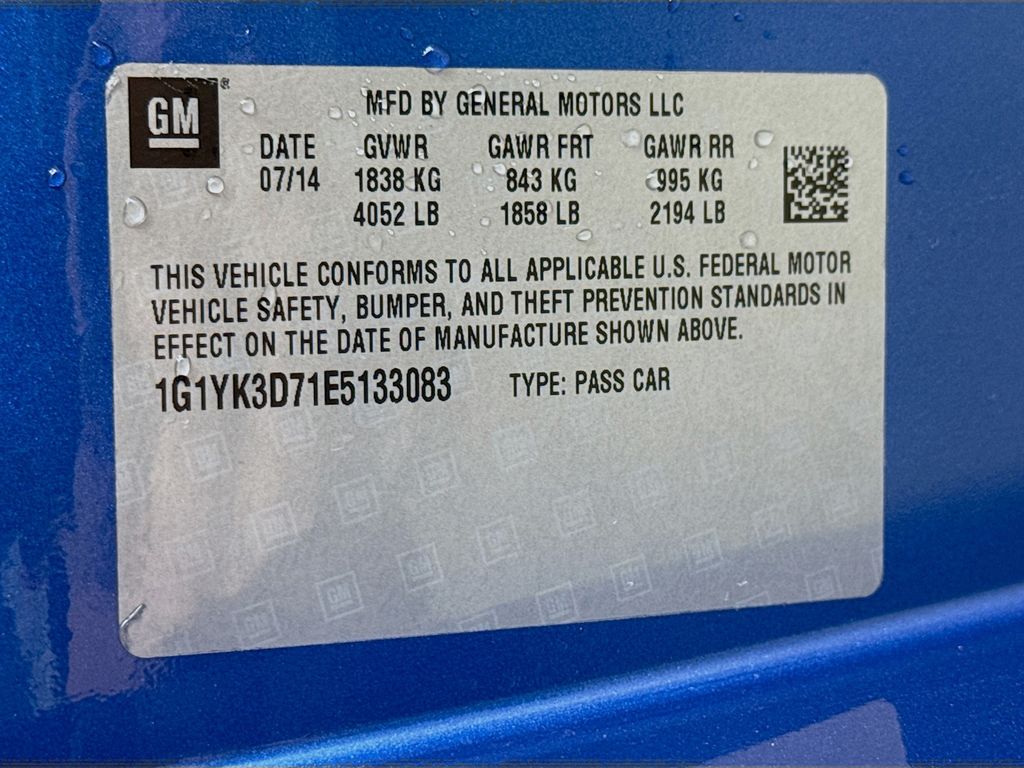 GM
MFD BY GENERAL MOTORS LLC
DATE GVWR GAWR FRT GAWR RR
07/14 1838 KG 843 KG 995 KG
4052 LB 1858 LB 2194 LB
THIS VEHICLE CONFORMS TO ALL APPLICABLE U.S. FEDERAL MOTOR
VEHICLE SAFETY, BUMPER, AND THEFT PREVENTION STANDARDS IN
EFFECT ON THE DATE OF MANUFACTURE SHOWN ABOVE.
1G1YK3D71E5133083 TYPE: PASS CAR